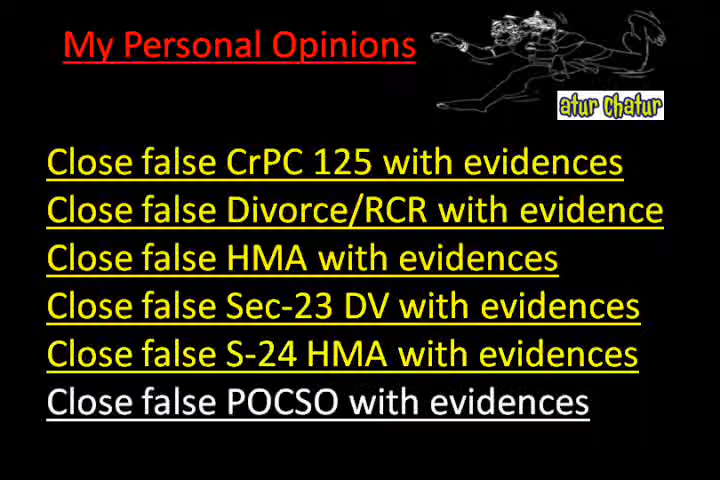 My Personal Opinions
atur Chatur
Close false CrPC 125 with evidences
Close false Divorce/RCR with evidence
Close false HMA with evidences
Close false Sec-23 DV with evidences
Close false S-24 HMA with evidences
Close false POCSO with evidences